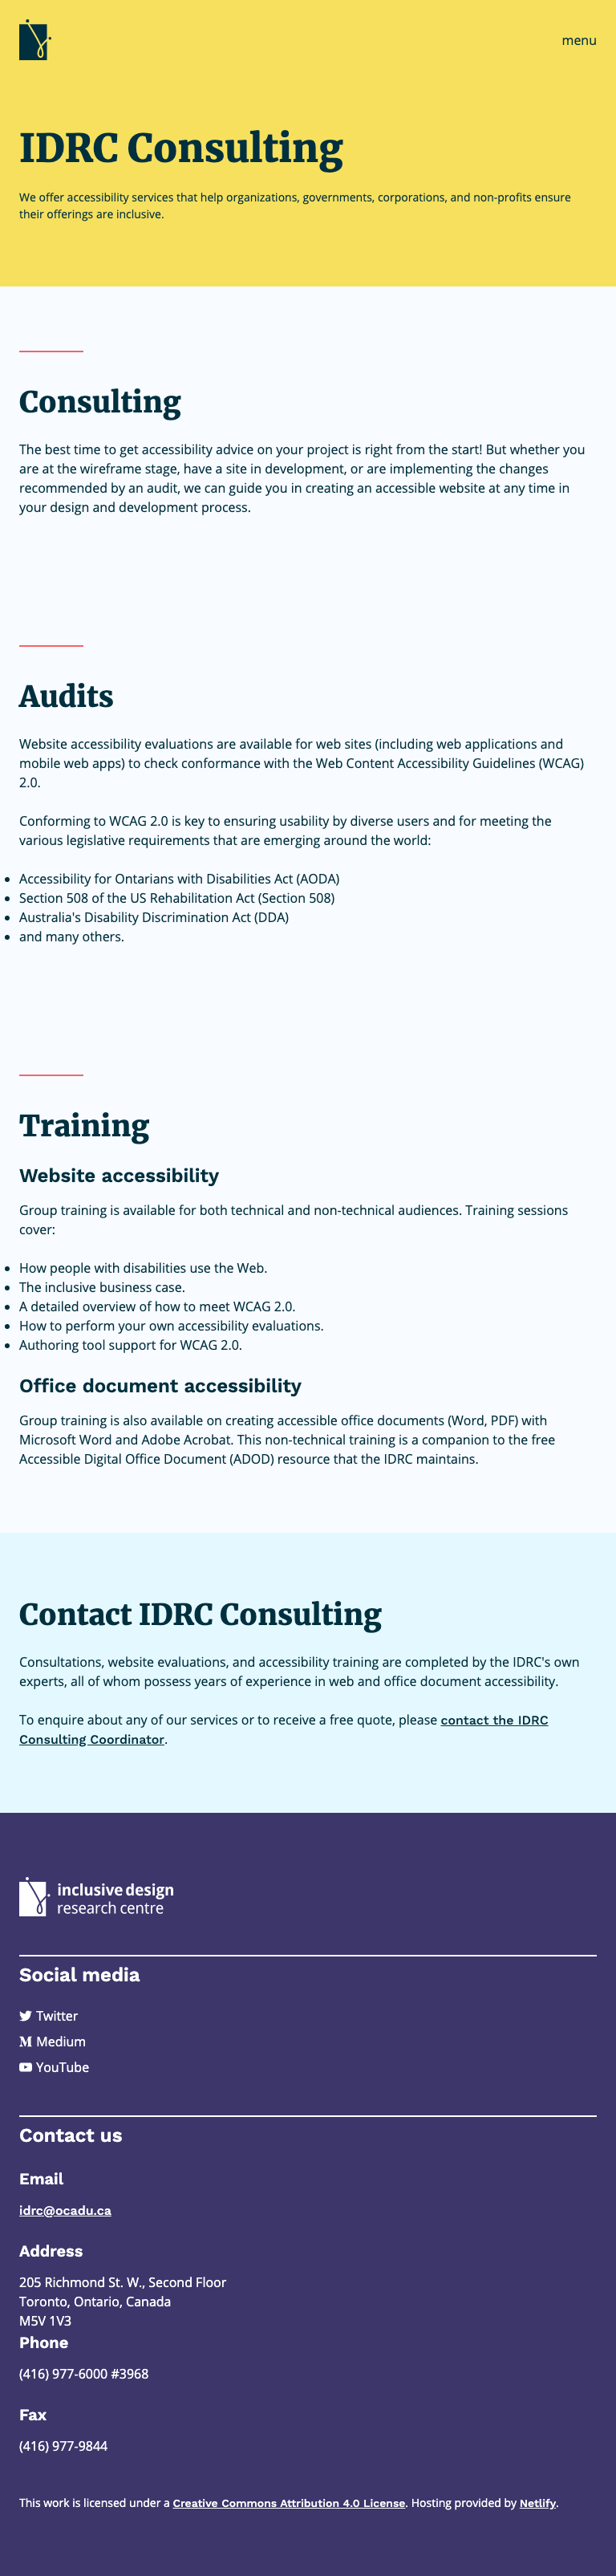 menu
IDRC Consulting
We offer accessibility services that help organizations, governments, corporations, and non-profits ensure
their offerings are inclusive.
Consulting
The best time to get accessibility advice on your project is right from the start! But whether you
are at the wireframe stage, have a site in development, or are implementing the changes
recommended by an audit, we can guide you in creating an accessible website at any time in
your design and development process.
Audits
Website accessibility evaluations are available for web sites (including web applications and
mobile web apps) to check conformance with the Web Content Accessibility Guidelines (WCAG)
2.0.
Conforming to WCAG 2.0 is key to ensuring usability by diverse users and for meeting the
various legislative requirements that are emerging around the world:
• Accessibility for Ontarians with Disabilities Act (AODA)
• Section 508 of the US Rehabilitation Act (Section 508)
• Australia's Disability Discrimination Act (DDA)
• and many others.
Training
Website accessibility
Group training is available for both technical and non-technical audiences. Training sessions
cover:
• How people with disabilities use the Web.
• The inclusive business case.
• A detailed overview of how to meet WCAG 2.0.
• How to perform your own accessibility evaluations.
• Authoring tool support for WCAG 2.0.
Office document accessibility
Group training is also available on creating accessible office documents (Word, PDF) with
Microsoft Word and Adobe Acrobat. This non-technical training is a companion to the free
Accessible Digital Office Document (ADOD) resource that the IDRC maintains.
Contact IDRC Consulting
Consultations, website evaluations, and accessibility training are completed by the IDRC's own
experts, all of whom possess years of experience in web and office document accessibility.
To enquire about any of our services or to receive a free quote, please contact the IDRC
Consulting Coordinator.
inclusive design
research centre
Social media
Twitter
Medium
YouTube
Contact us
Email
idrc@ocadu.ca
Address
205 Richmond St. W., Second Floor
Toronto, Ontario, Canada
M5V 1V3
Phone
(416) 977-6000 #3968
Fax
(416) 977-9844
This work is licensed under a Creative Commons Attribution 4.0 License. Hosting provided by Netlify.